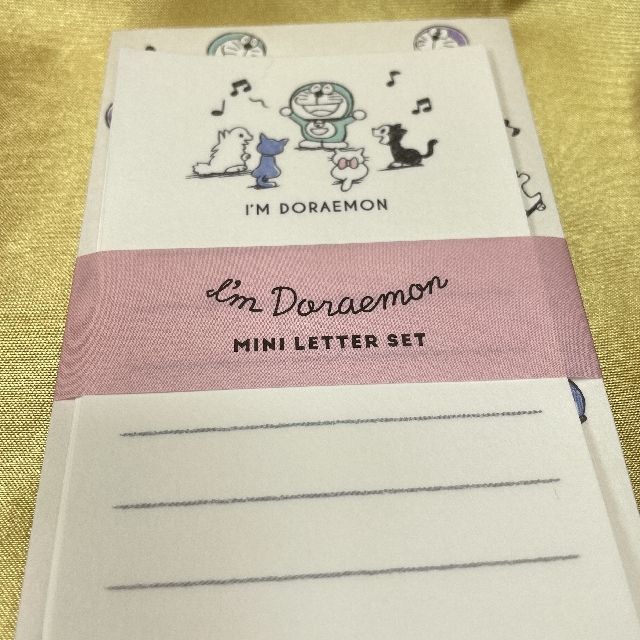 I'M DORAEMON
I'm Doraemon
MINI LETTER SET